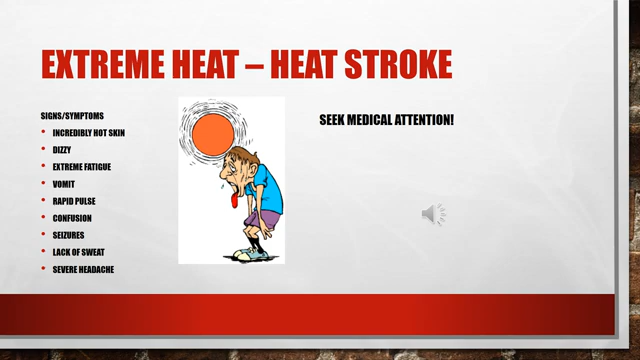 EXTREME HEAT – HEAT STROKE
SIGNS/SYMPTOMS
• INCREDIBLY HOT SKIN
• DIZZY
• EXTREME FATIGUE
• VOMIT
• RAPID PULSE
• CONFUSION
• SEIZURES
• LACK OF SWEAT
• SEVERE HEADACHE
SEEK MEDICAL ATTENTION!